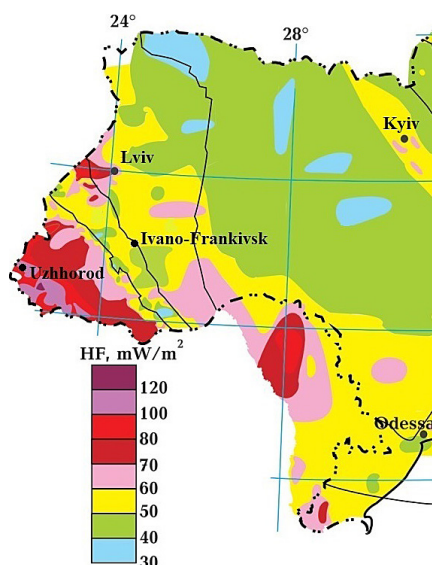 24°
28°
Kyiv
Lviv
Ivano-Frankivsk
Uzhhorod
HF, mW/m²
120
100
80
70
60
50
40
30
Odessa